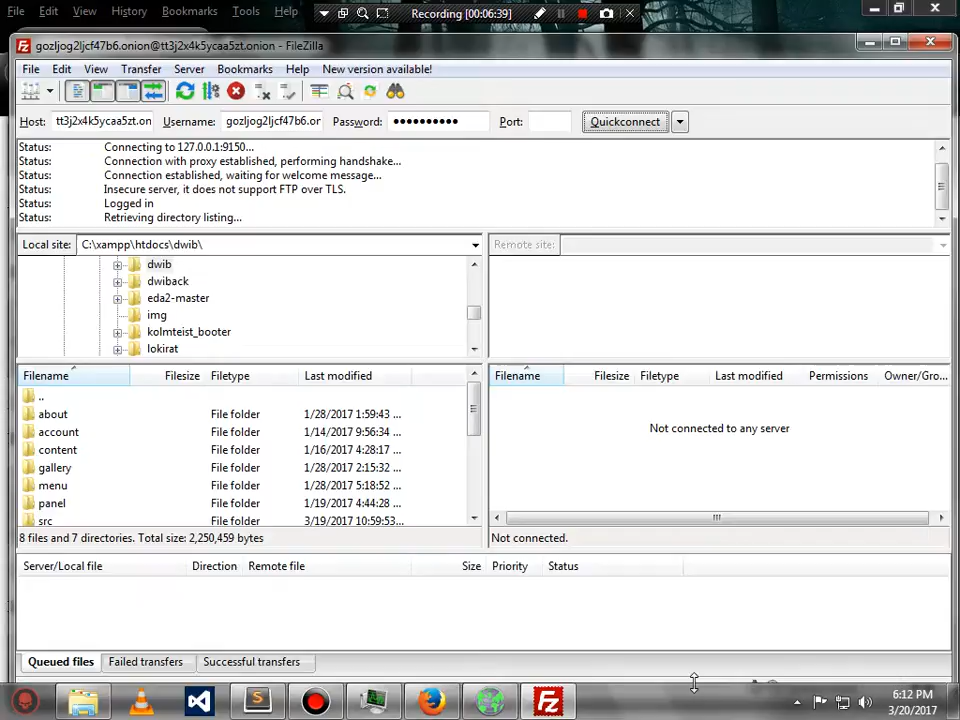 File Edit View History Bookmarks Tools Help
Recording [00:06:39]
gozljog2ljcf47b6.onion@tt3j2x4k5ycaa5zt.onion - FileZilla
File Edit View Transfer Server Bookmarks Help New version available!
Host: tt3j2x4k5ycaa5zt.on Username: gozljog2ljcf47b6.or Password: ●●●●●●●●●● Port: Quickconnect
Status: Connecting to 127.0.0.1:9150...
Status: Connection with proxy established, performing handshake...
Status: Connection established, waiting for welcome message...
Status: Insecure server, it does not support FTP over TLS.
Status: Logged in
Status: Retrieving directory listing...
Local site: C:\xampp\htdocs\dwib\ Remote site:
dwib
dwiback
eda2-master
img
kolmteist_booter
lokirat
Filename Filesize Filetype Last modified Filename Filesize Filetype Last modified Permissions Owner/Gro...
..
about File folder 1/28/2017 1:59:43 ...
account File folder 1/14/2017 9:56:34 ...
Not connected to any server
content File folder 1/16/2017 4:28:17 ...
gallery File folder 1/28/2017 2:15:32 ...
menu File folder 1/28/2017 5:18:52 ...
panel File folder 1/19/2017 4:44:28 ...
src File folder 3/19/2017 10:59:53...
8 files and 7 directories. Total size: 2,250,459 bytes Not connected.
Server/Local file Direction Remote file Size Priority Status
Queued files Failed transfers Successful transfers
6:12 PM
3/20/2017